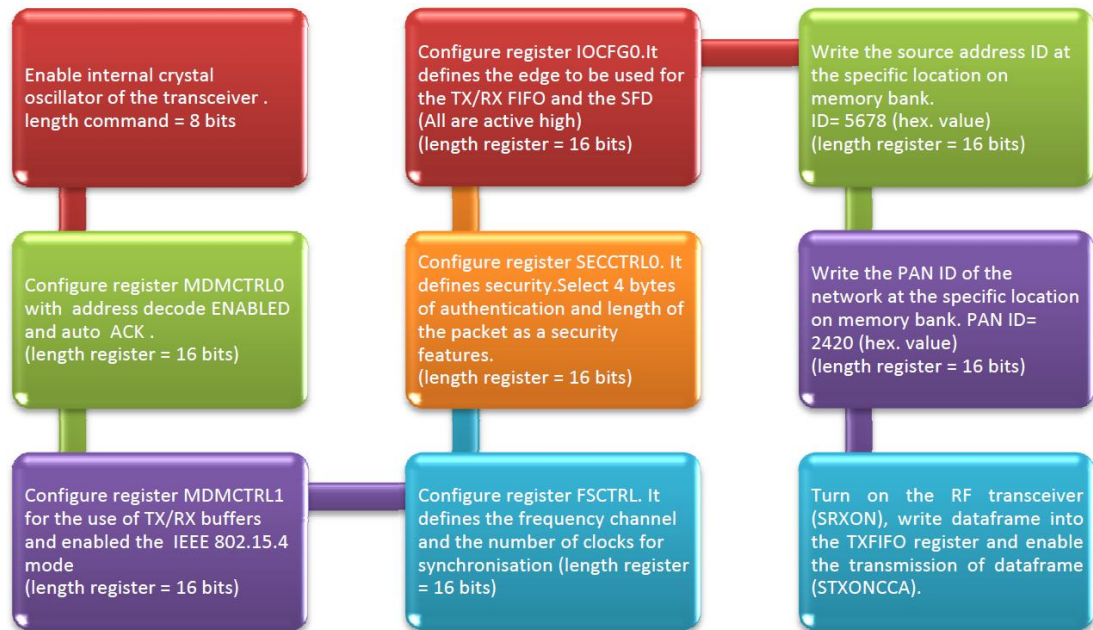 Enable internal crystal
oscillator of the transceiver .
length command = 8 bits
Configure register MDMCTRL0
with address decode ENABLED
and auto ACK .
(length register = 16 bits)
Configure register MDMCTRL1
for the use of TX/RX buffers
and enabled the IEEE 802.15.4
mode
(length register = 16 bits)
Configure register FSCTRL. It
defines the frequency channel
and the number of clocks for
synchronisation (length register
= 16 bits)
Configure register SECCTRL0. It
defines security.Select 4 bytes
of authentication and length of
the packet as a security
features.
(length register = 16 bits)
Configure register IOCFG0.It
defines the edge to be used for
the TX/RX FIFO and the SFD
(All are active high)
(length register = 16 bits)
Write the source address ID at
the specific location on
memory bank.
ID= 5678 (hex. value)
(length register = 16 bits)
Write the PAN ID of the
network at the specific location
on memory bank. PAN ID=
2420 (hex. value)
(length register = 16 bits)
Turn on the RF transceiver
(SRXON), write dataframe into
the TXFIFO register and enable
the transmission of dataframe
(STXONCCA).